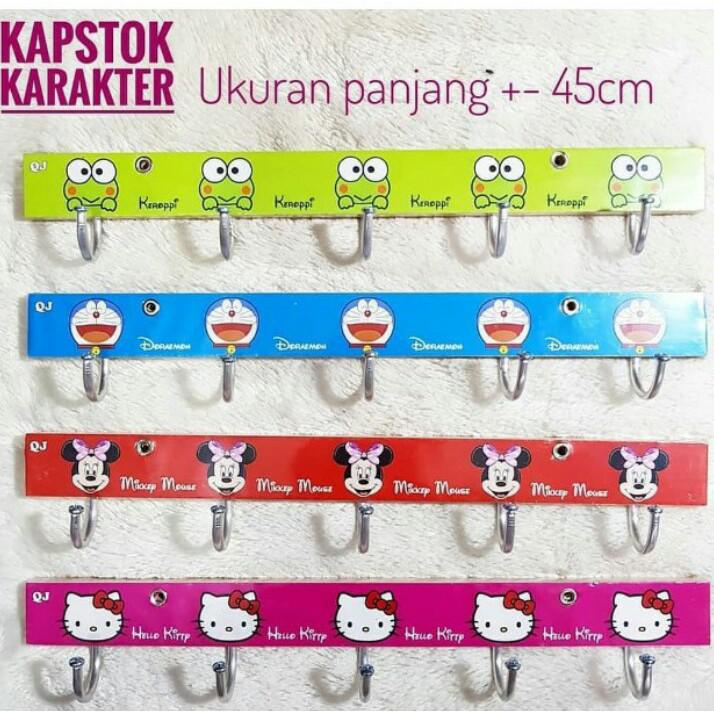 KAPSTOK
KARAKTER
Ukuran panjang +- 45cm
QJ
Keroppi Keroppi Keroppi Keroppi
QJ
Doraemon Doraemon Doraemon Doraemon
QJ
Mickey Mouse Mickey Mouse Mickey Mouse Mickey Mouse
QJ
Hello Kitty Hello Kitty Hello Kitty Hello Kitty